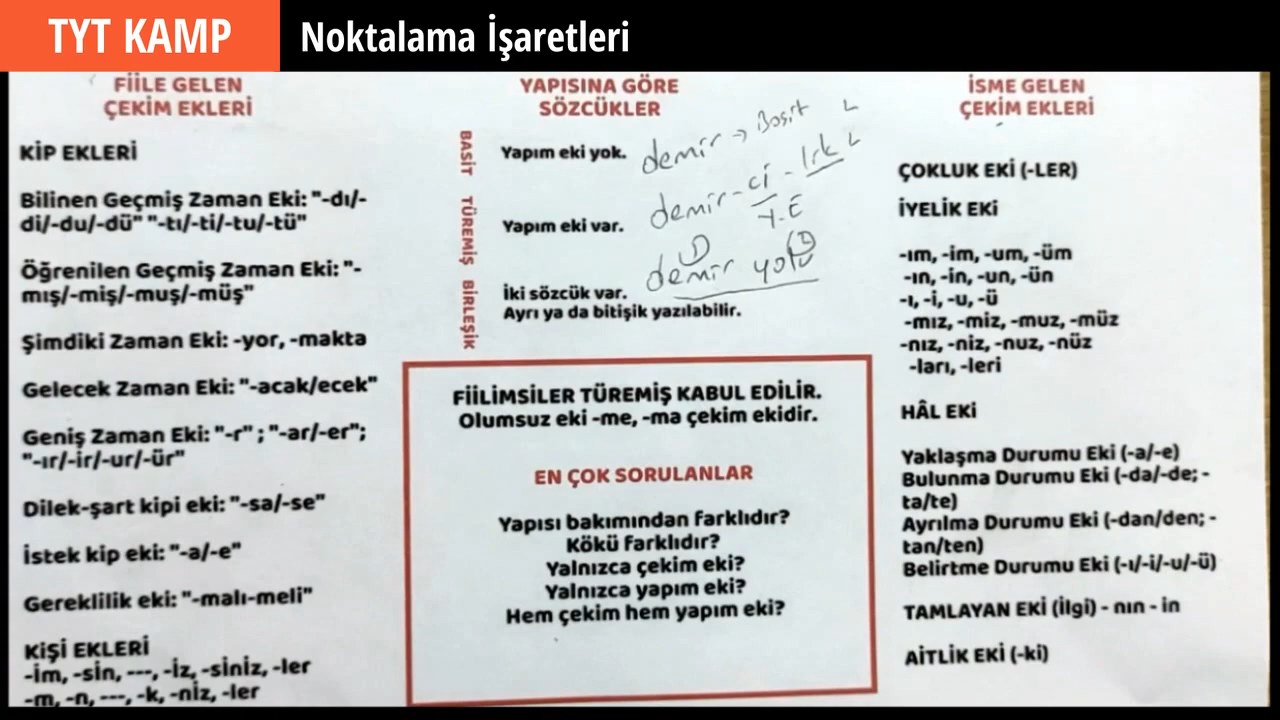 TYT KAMP
Noktalama İşaretleri
FİİLE GELEN
ÇEKİM EKLERİ
KİP EKLERİ
Bilinen Geçmiş Zaman Eki: "-dı/-
di/-du/-dü" "-tı/-ti/-tu/-tü"
Öğrenilen Geçmiş Zaman Eki: "-
mış/-miş/-muş/-müş"
Şimdiki Zaman Eki: -yor, -makta
Gelecek Zaman Eki: "-acak/ecek"
Geniş Zaman Eki: "-r" ; "-ar/-er";
"-ır/-ir/-ur/-ür"
Dilek-şart kipi eki: "-sa/-se"
İstek kip eki: "-a/-e"
Gereklilik eki: "-malı-meli"
KİŞİ EKLERİ
-im, -sin, ---, -iz, -siniz, -ler
-m, -n, ---, -k, -niz, -ler
YAPISINA GÖRE
SÖZCÜKLER
BASİT TÜREMİŞ BİRLEŞİK
Yapım eki yok.
demir → Basit
Yapım eki var.
demir-ci-lik
Y.E
İki sözcük var.
Ayrı ya da bitişik yazılabilir.
1 2
demir yolu
FİİLİMSİLER TÜREMİŞ KABUL EDİLİR.
Olumsuz eki -me, -ma çekim ekidir.
EN ÇOK SORULANLAR
Yapısı bakımından farklıdır?
Kökü farklıdır?
Yalnızca çekim eki?
Yalnızca yapım eki?
Hem çekim hem yapım eki?
İSME GELEN
ÇEKİM EKLERİ
ÇOKLUK EKİ (-LER)
İYELİK EKi
-ım, -im, -um, -üm
-ın, -in, -un, -ün
-ı, -i, -u, -ü
-mız, -miz, -muz, -müz
-nız, -niz, -nuz, -nüz
-ları, -leri
HÂL EKi
Yaklaşma Durumu Eki (-a/-e)
Bulunma Durumu Eki (-da/-de; -
ta/te)
Ayrılma Durumu Eki (-dan/den; -
tan/ten)
Belirtme Durumu Eki (-ı/-i/-u/-ü)
TAMLAYAN EKİ (İlgi) - nın - in
AİTLİK EKİ (-ki)